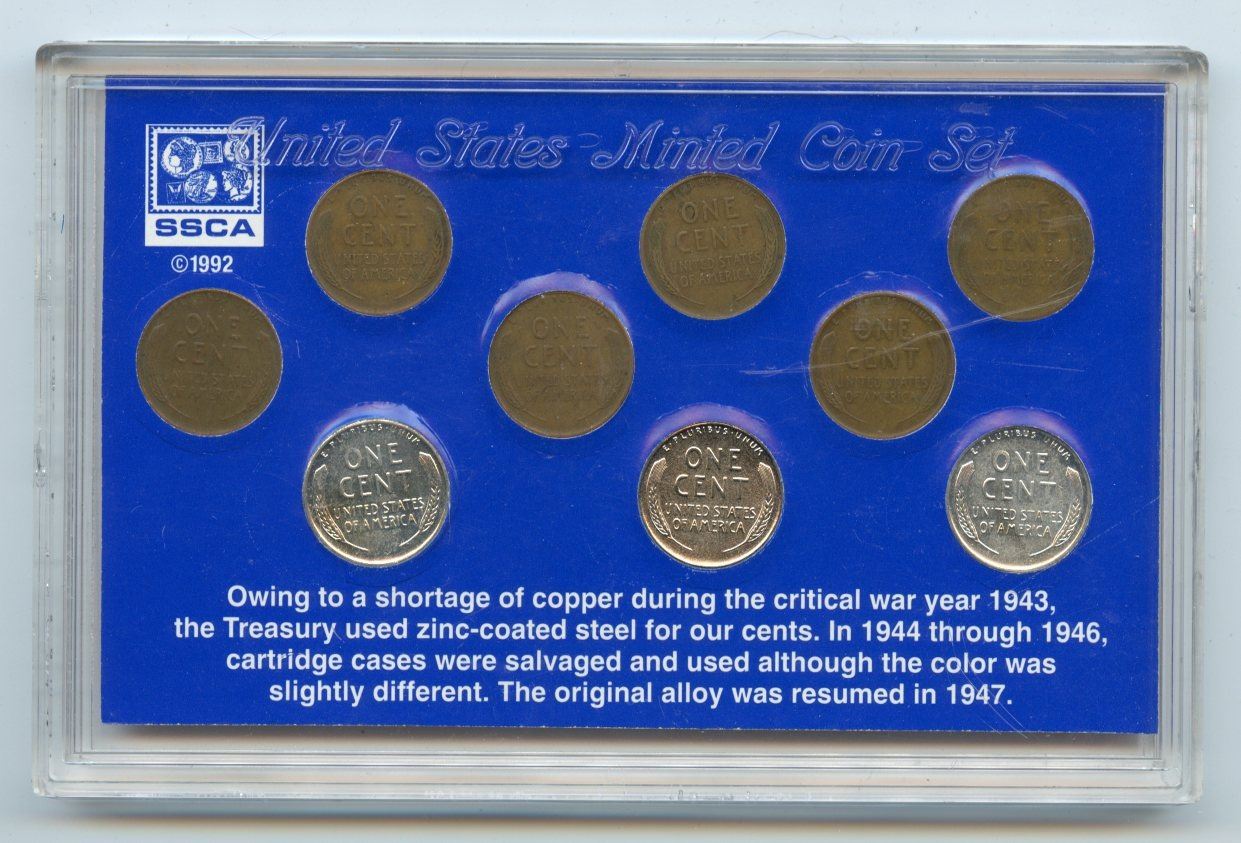 United States Minted Coin Set
SSCA
©1992
ONE
CENT
UNITED STATES
OF AMERICA
ONE
CENT
UNITED STATES
OF AMERICA
ONE
CENT
ONE
CENT
ONE
CENT
ONE
CENT
UNITED STATES
OF AMERICA
E·PLURIBUS·UNUM
ONE
CENT
UNITED STATES
OF AMERICA
E·PLURIBUS·UNUM
ONE
CENT
UNITED STATES
OF AMERICA
E·PLURIBUS·UNUM
ONE
CENT
UNITED STATES
OF AMERICA
Owing to a shortage of copper during the critical war year 1943,
the Treasury used zinc-coated steel for our cents. In 1944 through 1946,
cartridge cases were salvaged and used although the color was
slightly different. The original alloy was resumed in 1947.